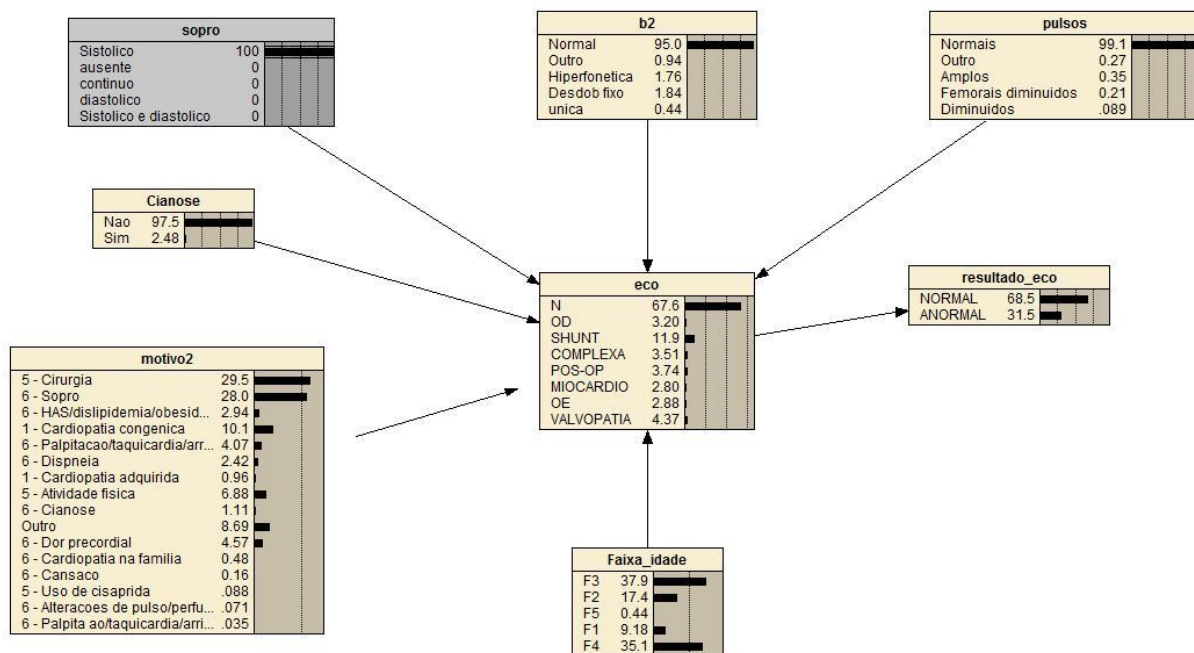 sopro
Sistolico 100
ausente 0
continuo 0
diastolico 0
Sistolico e diastolico 0
b2
Normal 95.0
Outro 0.94
Hiperfonetica 1.76
Desdob fixo 1.84
unica 0.44
pulsos
Normais 99.1
Outro 0.27
Amplos 0.35
Femorais diminuidos 0.21
Diminuidos .089
Cianose
Nao 97.5
Sim 2.48
eco
N 67.6
OD 3.20
SHUNT 11.9
COMPLEXA 3.51
POS-OP 3.74
MIOCARDIO 2.80
OE 2.88
VALVOPATIA 4.37
resultado_eco
NORMAL 68.5
ANORMAL 31.5
motivo2
5 - Cirurgia 29.5
6 - Sopro 28.0
6 - HAS/dislipidemia/obesid... 2.94
1 - Cardiopatia congenica 10.1
6 - Palpitacao/taquicardia/arr... 4.07
6 - Dispneia 2.42
1 - Cardiopatia adquirida 0.96
5 - Atividade fisica 6.88
6 - Cianose 1.11
Outro 8.69
6 - Dor precordial 4.57
6 - Cardiopatia na familia 0.48
6 - Cansaco 0.16
5 - Uso de cisaprida .088
6 - Alteracoes de pulso/perfu... .071
6 - Palpita ao/taquicardia/arri... .035
Faixa_idade
F3 37.9
F2 17.4
F5 0.44
F1 9.18
F4 35.1